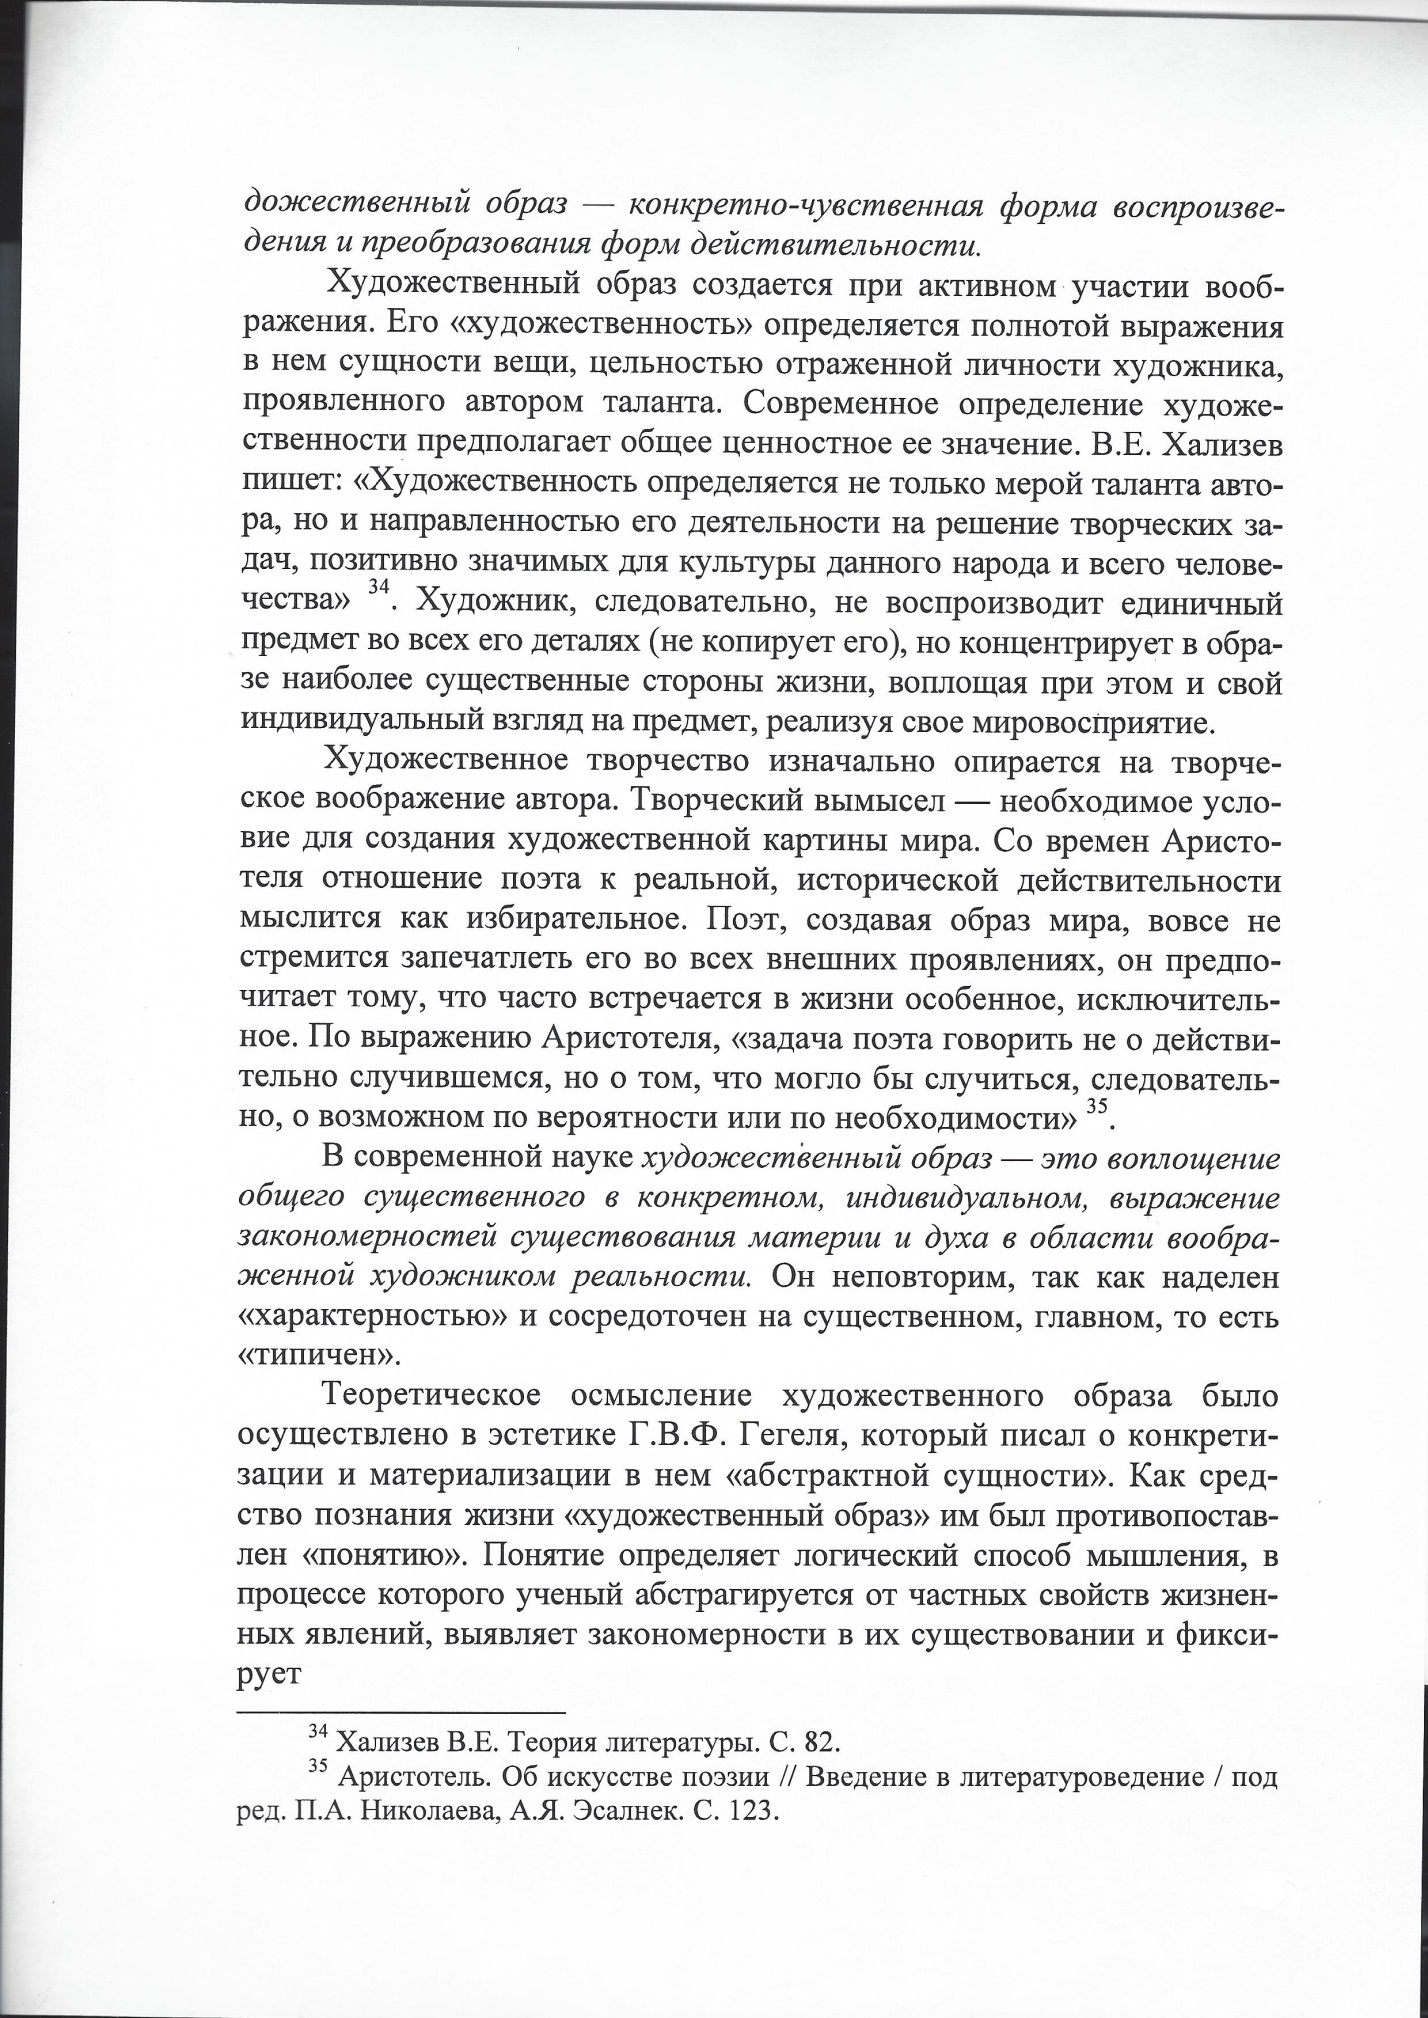 дожественный образ — конкретно-чувственная форма воспроизве-
дения и преобразования форм действительности.
Художественный образ создается при активном участии вооб-
ражения. Его «художественность» определяется полнотой выражения
в нем сущности вещи, цельностью отраженной личности художника,
проявленного автором таланта. Современное определение художе-
ственности предполагает общее ценностное ее значение. В.Е. Хализев
пишет: «Художественность определяется не только мерой таланта авто-
ра, но и направленностью его деятельности на решение творческих за-
дач, позитивно значимых для культуры данного народа и всего челове-
чества» 34. Художник, следовательно, не воспроизводит единичный
предмет во всех его деталях (не копирует его), но концентрирует в обра-
зе наиболее существенные стороны жизни, воплощая при этом и свой
индивидуальный взгляд на предмет, реализуя свое мировосприятие.
Художественное творчество изначально опирается на творче-
ское воображение автора. Творческий вымысел — необходимое усло-
вие для создания художественной картины мира. Со времен Аристо-
теля отношение поэта к реальной, исторической действительности
мыслится как избирательное. Поэт, создавая образ мира, вовсе не
стремится запечатлеть его во всех внешних проявлениях, он предпо-
читает тому, что часто встречается в жизни особенное, исключитель-
ное. По выражению Аристотеля, «задача поэта говорить не о действи-
тельно случившемся, но о том, что могло бы случиться, следователь-
но, о возможном по вероятности или по необходимости» 35.
В современной науке художественный образ — это воплощение
общего существенного в конкретном, индивидуальном, выражение
закономерностей существования материи и духа в области вообра-
женной художником реальности. Он неповторим, так как наделен
«характерностью» и сосредоточен на существенном, главном, то есть
«типичен».
Теоретическое осмысление художественного образа было
осуществлено в эстетике Г.В.Ф. Гегеля, который писал о конкрети-
зации и материализации в нем «абстрактной сущности». Как сред-
ство познания жизни «художественный образ» им был противопостав-
лен «понятию». Понятие определяет логический способ мышления, в
процессе которого ученый абстрагируется от частных свойств жизнен-
ных явлений, выявляет закономерности в их существовании и фикси-
рует
34 Хализев В.Е. Теория литературы. С. 82.
35 Аристотель. Об искусстве поэзии // Введение в литературоведение / под
ред. П.А. Николаева, А.Я. Эсалнек. С. 123.